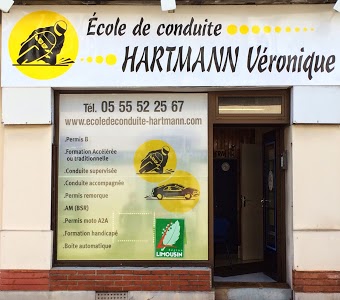 École de conduite
HARTMANN Véronique
Tél. 05 55 52 25 67
www.ecoledeconduite-hartmann.com
.Permis B
.Formation Accélérée
ou traditionnelle
.Conduite supervisée
.Conduite accompagnée
.Permis remorque
.AM (BSR)
.Permis moto A2A
.Formation handicapé
.Boite automatique
LIMOUSIN